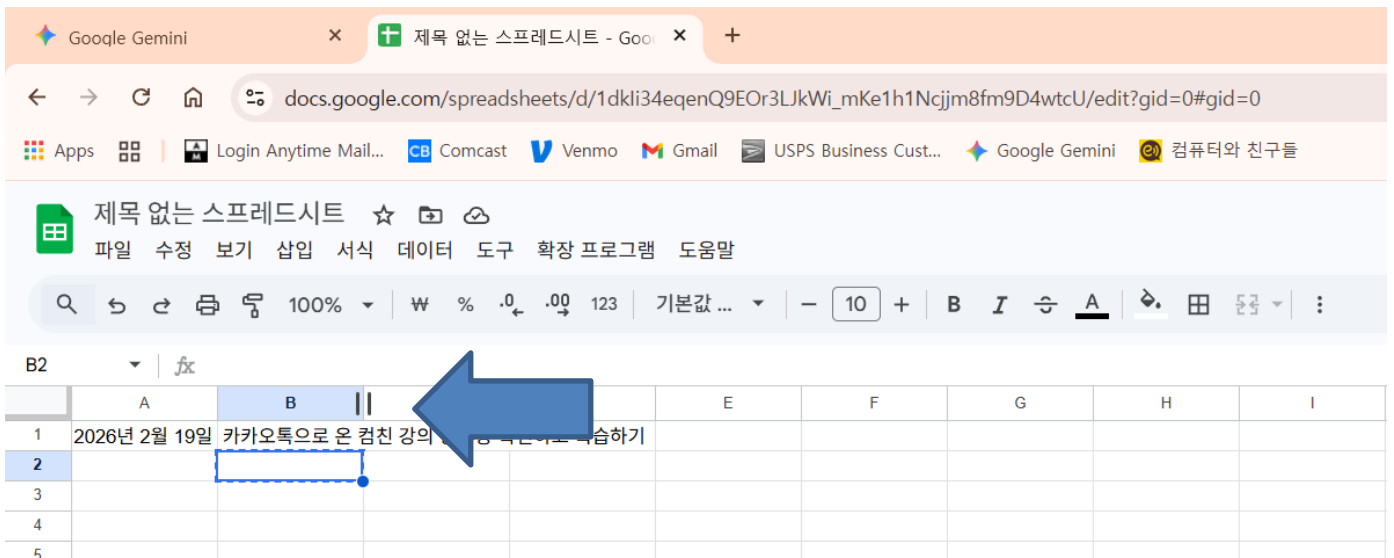 Google Gemini
제목 없는 스프레드시트 - Goo
docs.google.com/spreadsheets/d/1dkIi34eqenQ9EOr3LJkWi_mKe1h1Ncjjm8fm9D4wtcU/edit?gid=0#gid=0
Apps AM Login Anytime Mail... CB Comcast Venmo Gmail USPS Business Cust... Google Gemini 컴퓨터와 친구들
제목 없는 스프레드시트
파일 수정 보기 삽입 서식 데이터 도구 확장 프로그램 도움말
100% ₩ % .0 .00 123 기본값 ... 10 B I A
B2 fx
A B E F G H I
1 2026년 2월 19일 카카오톡으로 온 컴친 강의
2
3
4
5